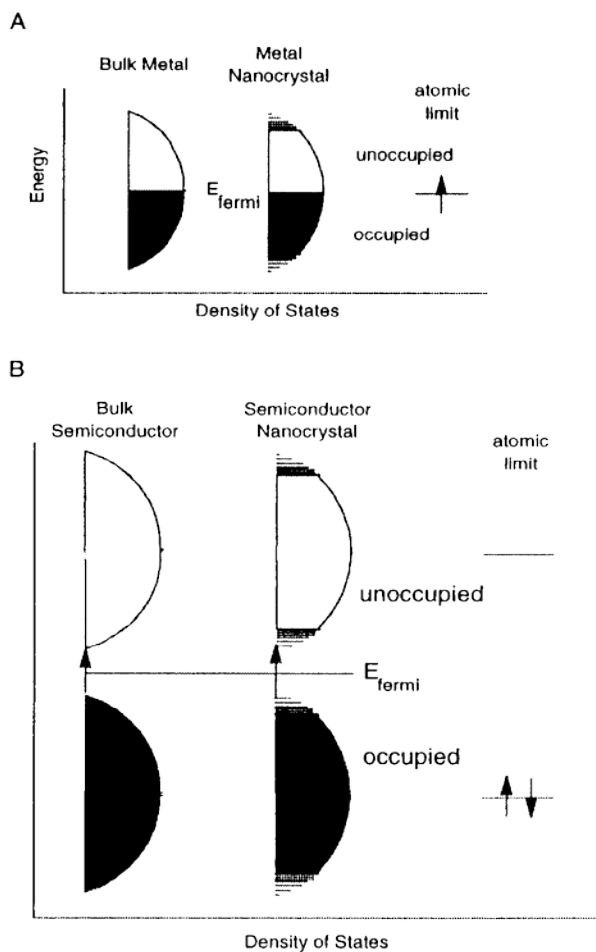 A
Bulk Metal
Metal
Nanocrystal
atomic
limit
unoccupied
Energy
E fermi
occupied
Density of States
B
Bulk
Semiconductor
Semiconductor
Nanocrystal
atomic
limit
unoccupied
E fermi
occupied
Density of States